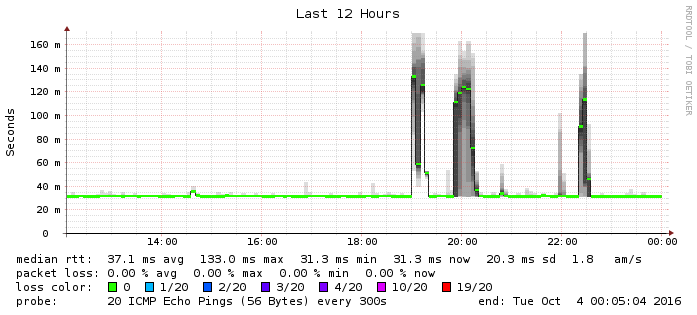 Last 12 Hours
RRDTOOL / TOBI OETIKER
Seconds
160 m
140 m
120 m
100 m
80 m
60 m
40 m
20 m
0
14:00 16:00 18:00 20:00 22:00 00:00
median rtt: 37.1 ms avg 133.0 ms max 31.3 ms min 31.3 ms now 20.3 ms sd 1.8 am/s
packet loss: 0.00 % avg 0.00 % max 0.00 % min 0.00 % now
loss color: 0 1/20 2/20 3/20 4/20 10/20 19/20
probe: 20 ICMP Echo Pings (56 Bytes) every 300s end: Tue Oct 4 00:05:04 2016